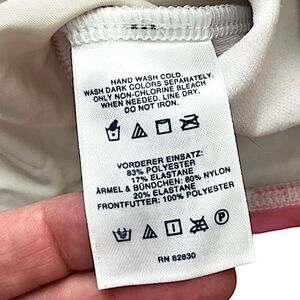 HAND WASH COLD.
WASH DARK COLORS SEPARATELY.
ONLY NON-CHLORINE BLEACH
WHEN NEEDED. LINE DRY.
DO NOT IRON.
VORDERER EINSATZ:
83% POLYESTER
17% ELASTANE
ÄRMEL & BÜNDCHEN: 80% NYLON
20% ELASTANE
FRONTFUTTER: 100% POLYESTER
P
RN 62830